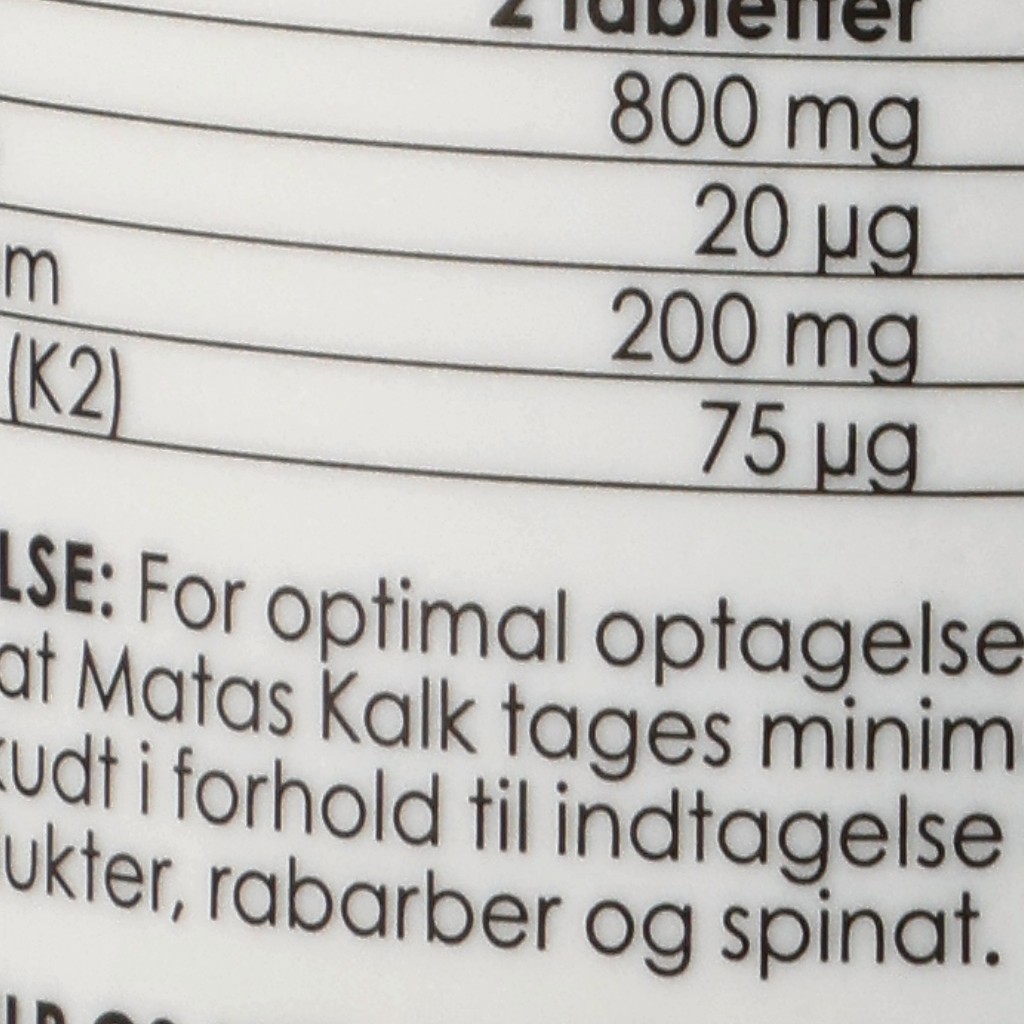 2 tabletter
800 mg
20 µg
m 200 mg
(K2) 75 µg
LSE: For optimal optagelse
at Matas Kalk tages minim
udt i forhold til indtagelse
ukter, rabarber og spinat.